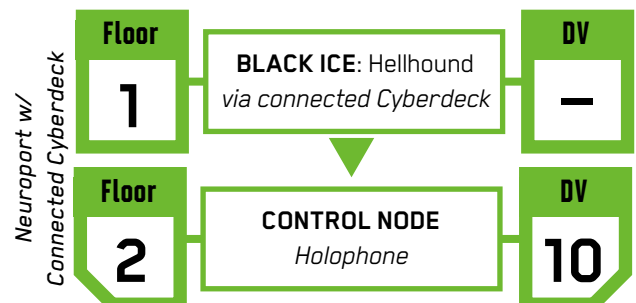 Neuroport w/
Connected Cyberdeck
Floor
1
BLACK ICE: Hellhound
via connected Cyberdeck
DV
–
Floor
2
CONTROL NODE
Holophone
DV
10